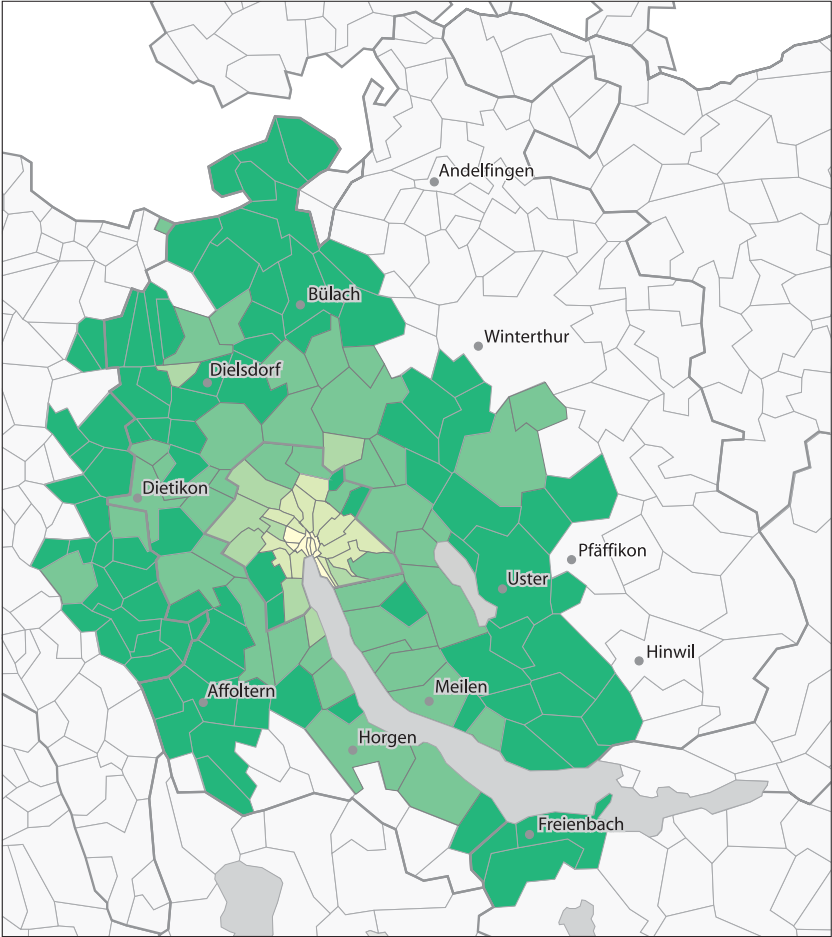 Andelfingen
Bülach
Winterthur
Dielsdorf
Dietikon
Pfäffikon
Uster
Hinwil
Affoltern
Meilen
Horgen
Freienbach